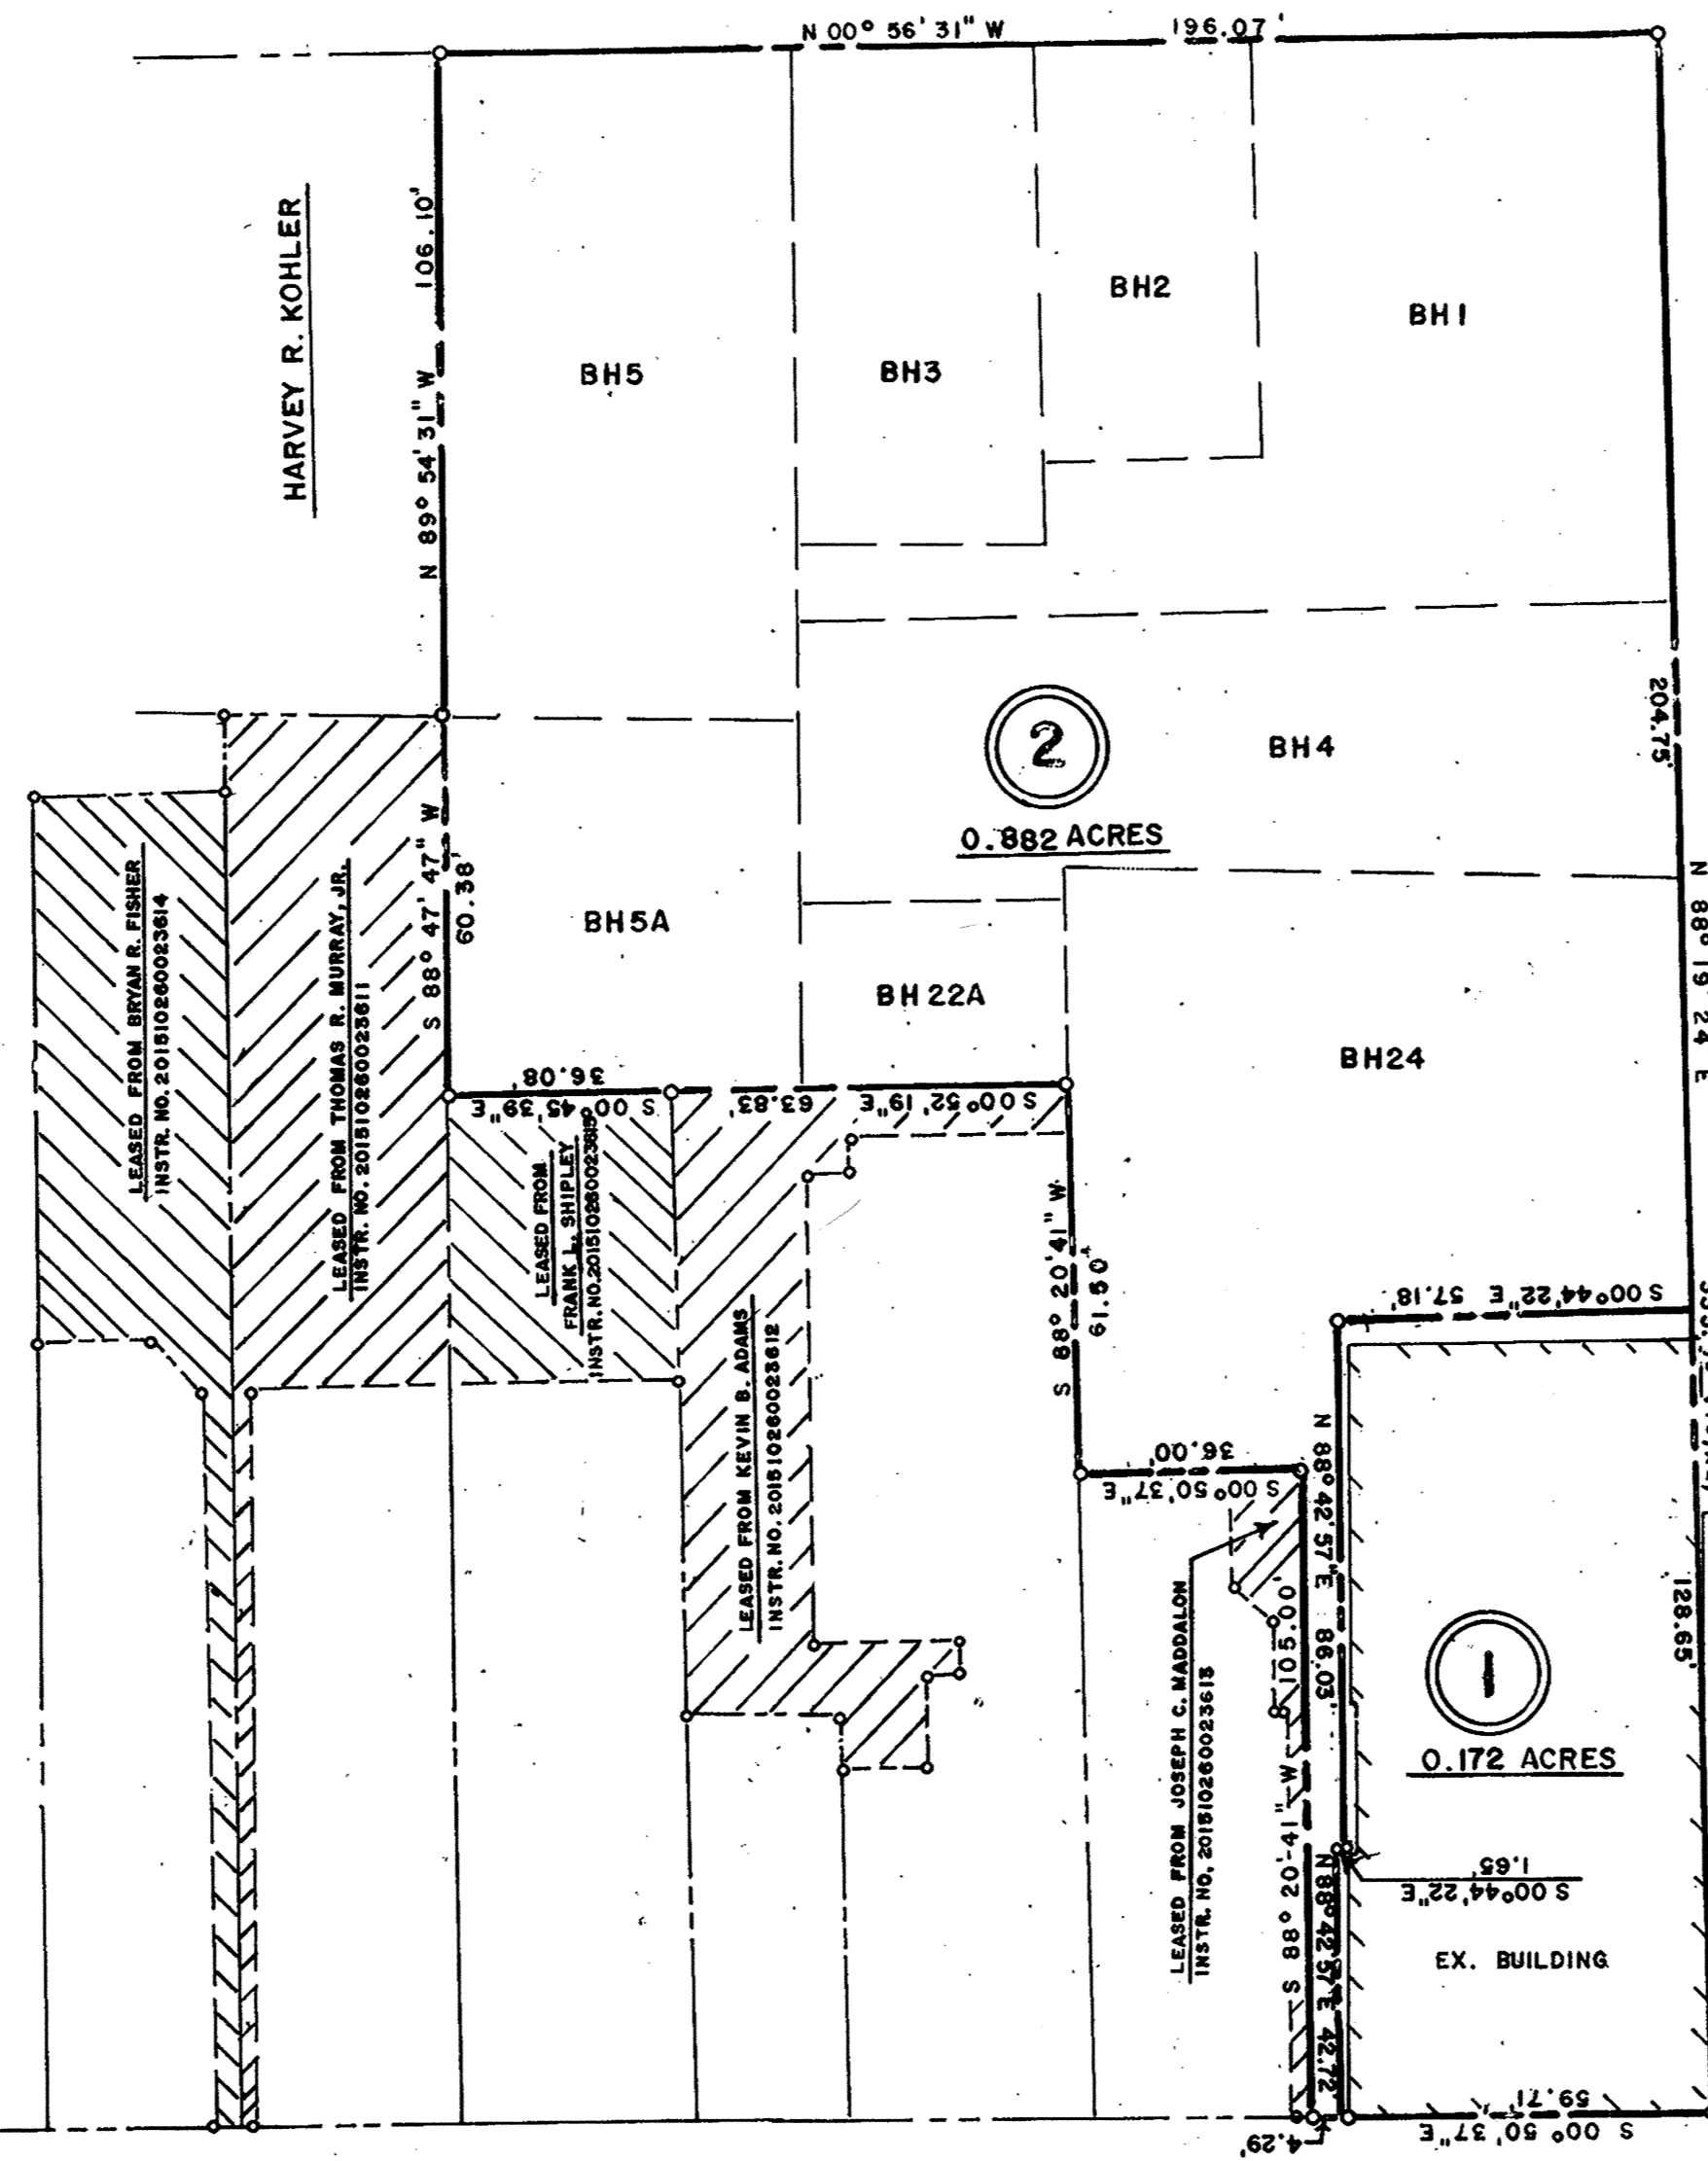 N 00° 56' 31" W 196.07'
HARVEY R. KOHLER
N 89° 54' 31" W 106.10'
BH5
BH3
BH2
BH1
2
0.882 ACRES
BH4
204.75'
N 88° 19' 24" E
LEASED FROM BRYAN R. FISHER
INSTR. NO. 201510260023614
LEASED FROM THOMAS R. MURRAY, JR.
INSTR. NO. 201510260023611
S 88° 47' 47" W
60.38'
BH5A
BH22A
BH24
36.08'
S 00° 45' 39" E
63.83'
S 00° 52' 19" E
LEASED FROM
FRANK L. SHIPLEY
INSTR. NO. 201510260023615
LEASED FROM KEVIN B. ADAMS
INSTR. NO. 201510260023612
S 88° 20' 41" W
61.50'
S 00° 44' 22" E 57.18'
36.00'
S 00° 50' 37" E
N 88° 42' 57" E 86.03'
LEASED FROM JOSEPH C. MADDALON
INSTR. NO. 201510260023613
S 88° 20'-41" W 105.00'
1
0.172 ACRES
128.65'
1.65'
S 00°44'22"E
N 88° 42' 57" E 42.72'
EX. BUILDING
59.71'
S 00° 50' 37" E
4.29'